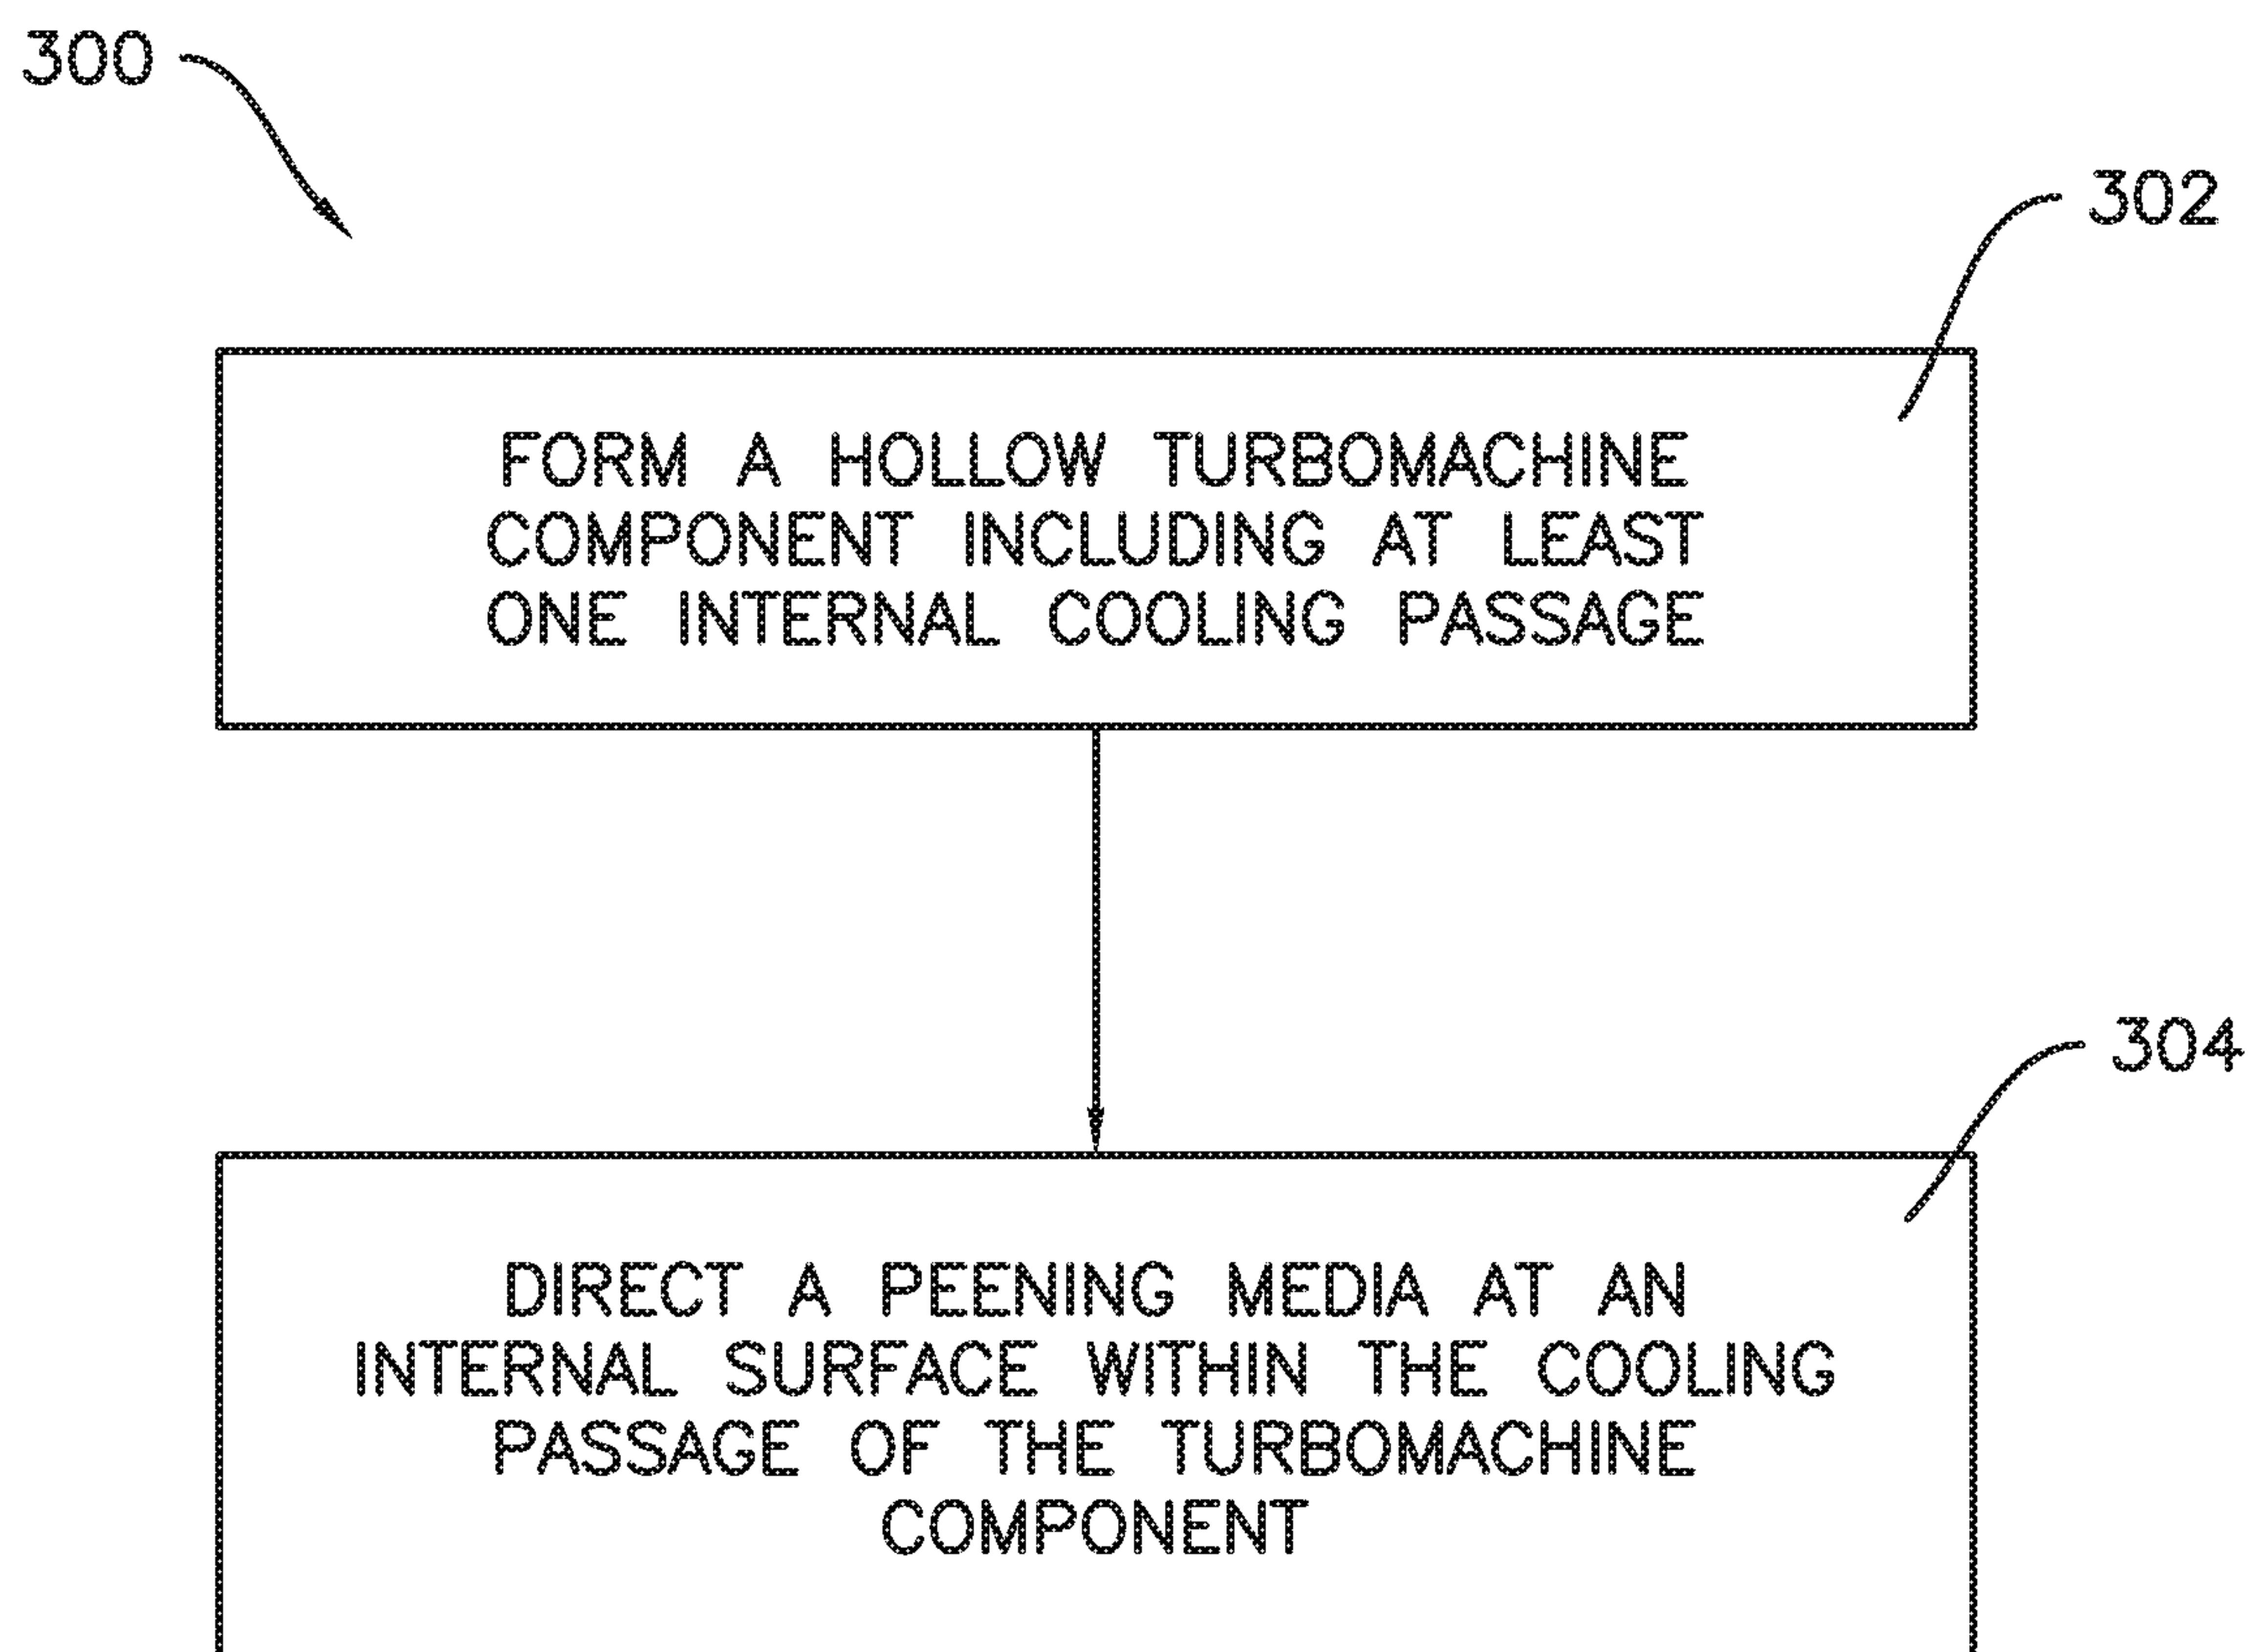 300
302
FORM A HOLLOW TURBOMACHINE
COMPONENT INCLUDING AT LEAST
ONE INTERNAL COOLING PASSAGE
304
DIRECT A PEENING MEDIA AT AN
INTERNAL SURFACE WITHIN THE COOLING
PASSAGE OF THE TURBOMACHINE
COMPONENT